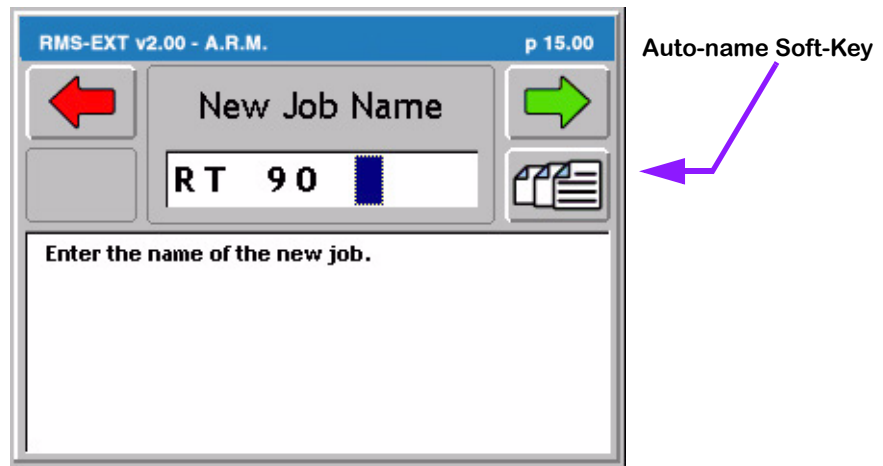 RMS-EXT v2.00 - A.R.M. p 15.00
Auto-name Soft-Key
New Job Name
RT 90
Enter the name of the new job.